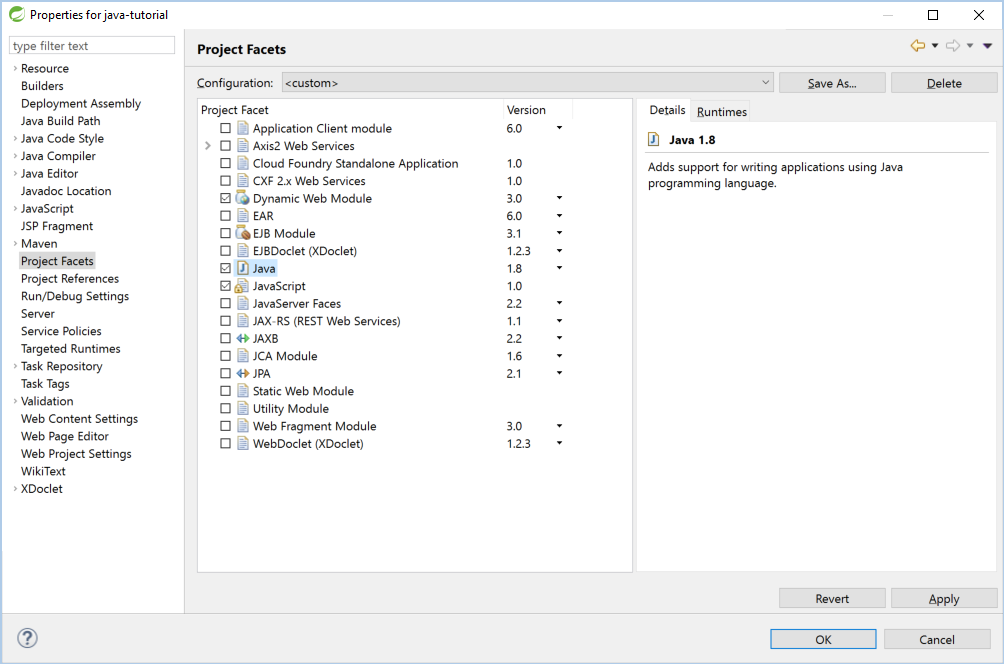 Properties for java-tutorial
type filter text
Resource
Builders
Deployment Assembly
Java Build Path
Java Code Style
Java Compiler
Java Editor
Javadoc Location
JavaScript
JSP Fragment
Maven
Project Facets
Project References
Run/Debug Settings
Server
Service Policies
Targeted Runtimes
Task Repository
Task Tags
Validation
Web Content Settings
Web Page Editor
Web Project Settings
WikiText
XDoclet
Project Facets
Configuration: <custom> Save As... Delete
Project Facet Version
Application Client module 6.0
Axis2 Web Services
Cloud Foundry Standalone Application 1.0
CXF 2.x Web Services 1.0
Dynamic Web Module 3.0
EAR 6.0
EJB Module 3.1
EJBDoclet (XDoclet) 1.2.3
Java 1.8
JavaScript 1.0
JavaServer Faces 2.2
JAX-RS (REST Web Services) 1.1
JAXB 2.2
JCA Module 1.6
JPA 2.1
Static Web Module
Utility Module
Web Fragment Module 3.0
WebDoclet (XDoclet) 1.2.3
Details Runtimes
Java 1.8
Adds support for writing applications using Java
programming language.
Revert Apply
? OK Cancel